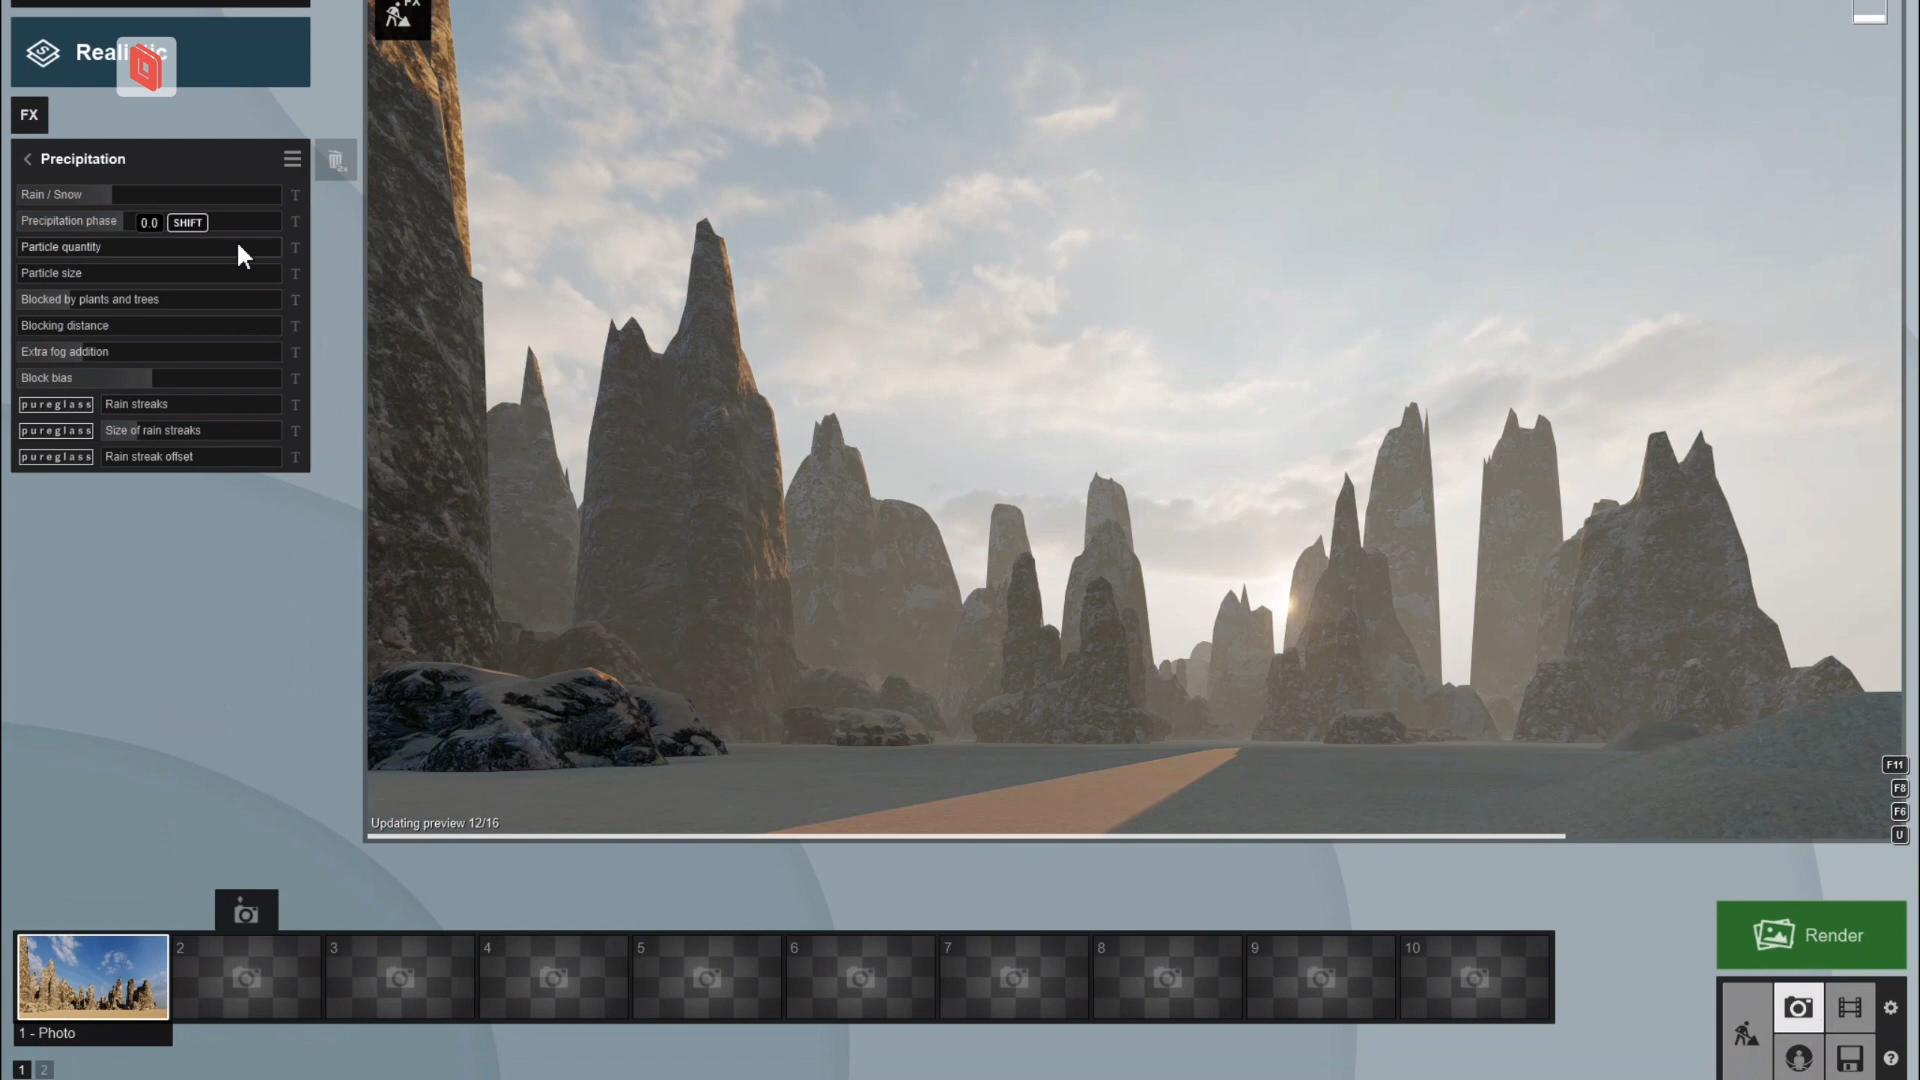 FX
Realistic
FX
Precipitation
2x
Rain / Snow T
Precipitation phase 0.0 SHIFT T
Particle quantity T
Particle size T
Blocked by plants and trees T
Blocking distance T
Extra fog addition T
Block bias T
pureglass Rain streaks T
pureglass Size of rain streaks T
pureglass Rain streak offset T
F11
F8
F6
U
Updating preview 12/16
2 3 4 5 6 7 8 9 10
Render
1 - Photo
1 2
?